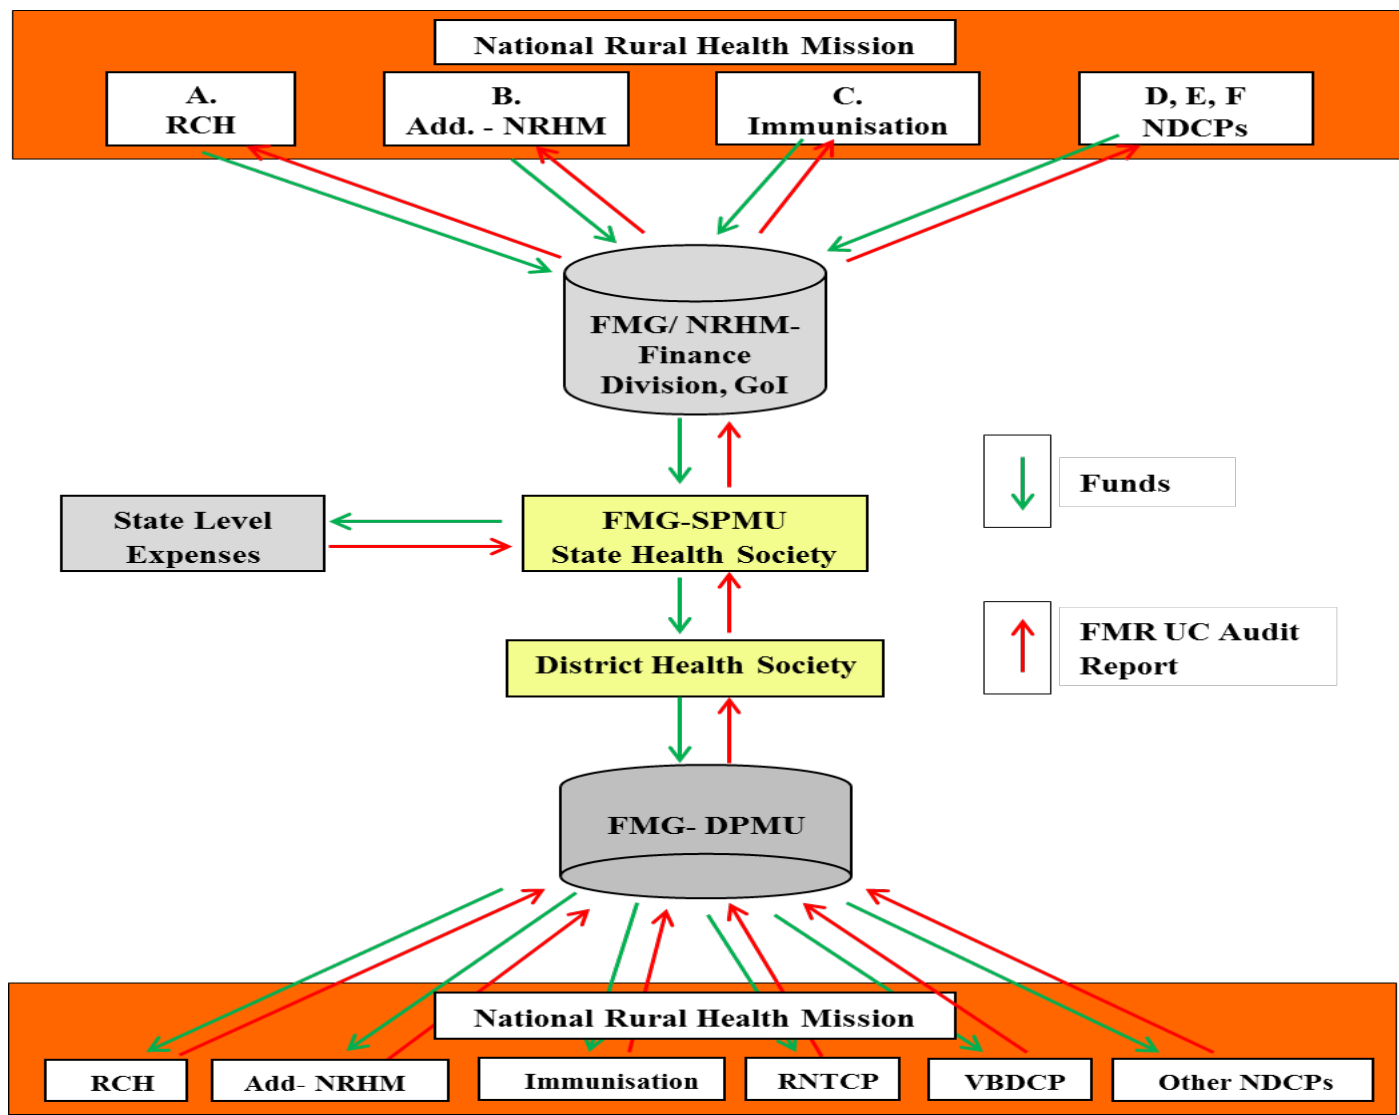 National Rural Health Mission
A.
RCH
B.
Add. - NRHM
C.
Immunisation
D, E, F
NDCPs
FMG/ NRHM-
Finance
Division, GoI
State Level
Expenses
FMG-SPMU
State Health Society
Funds
District Health Society
FMR UC Audit
Report
FMG- DPMU
National Rural Health Mission
RCH
Add- NRHM
Immunisation
RNTCP
VBDCP
Other NDCPs